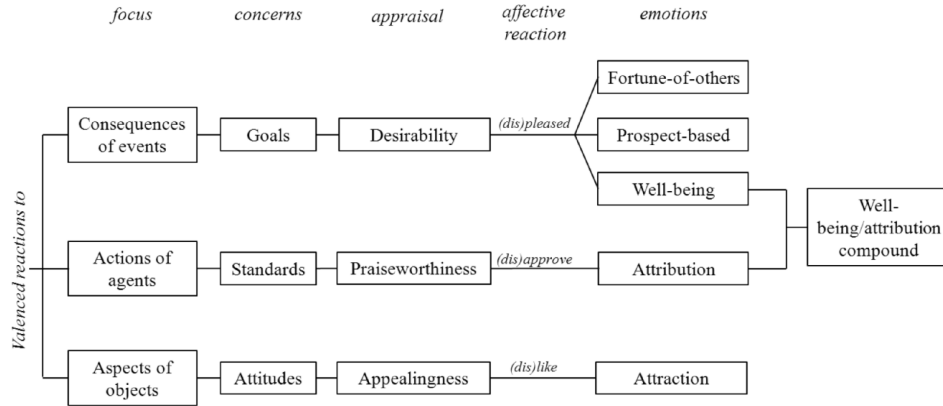 focus concerns appraisal affective reaction emotions
Fortune-of-others
Consequences of events Goals Desirability (dis)pleased Prospect-based
Well-being
Well-being/attribution compound
Valenced reactions to
Actions of agents Standards Praiseworthiness (dis)approve Attribution
Aspects of objects Attitudes Appealingness (dis)like Attraction